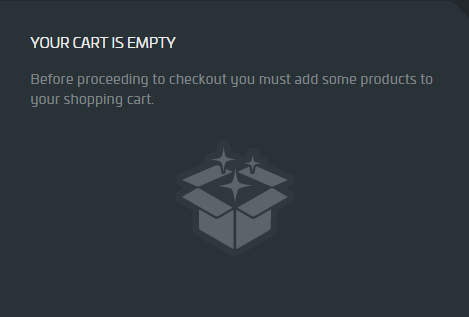 YOUR CART IS EMPTY
Before proceeding to checkout you must add some products to
your shopping cart.